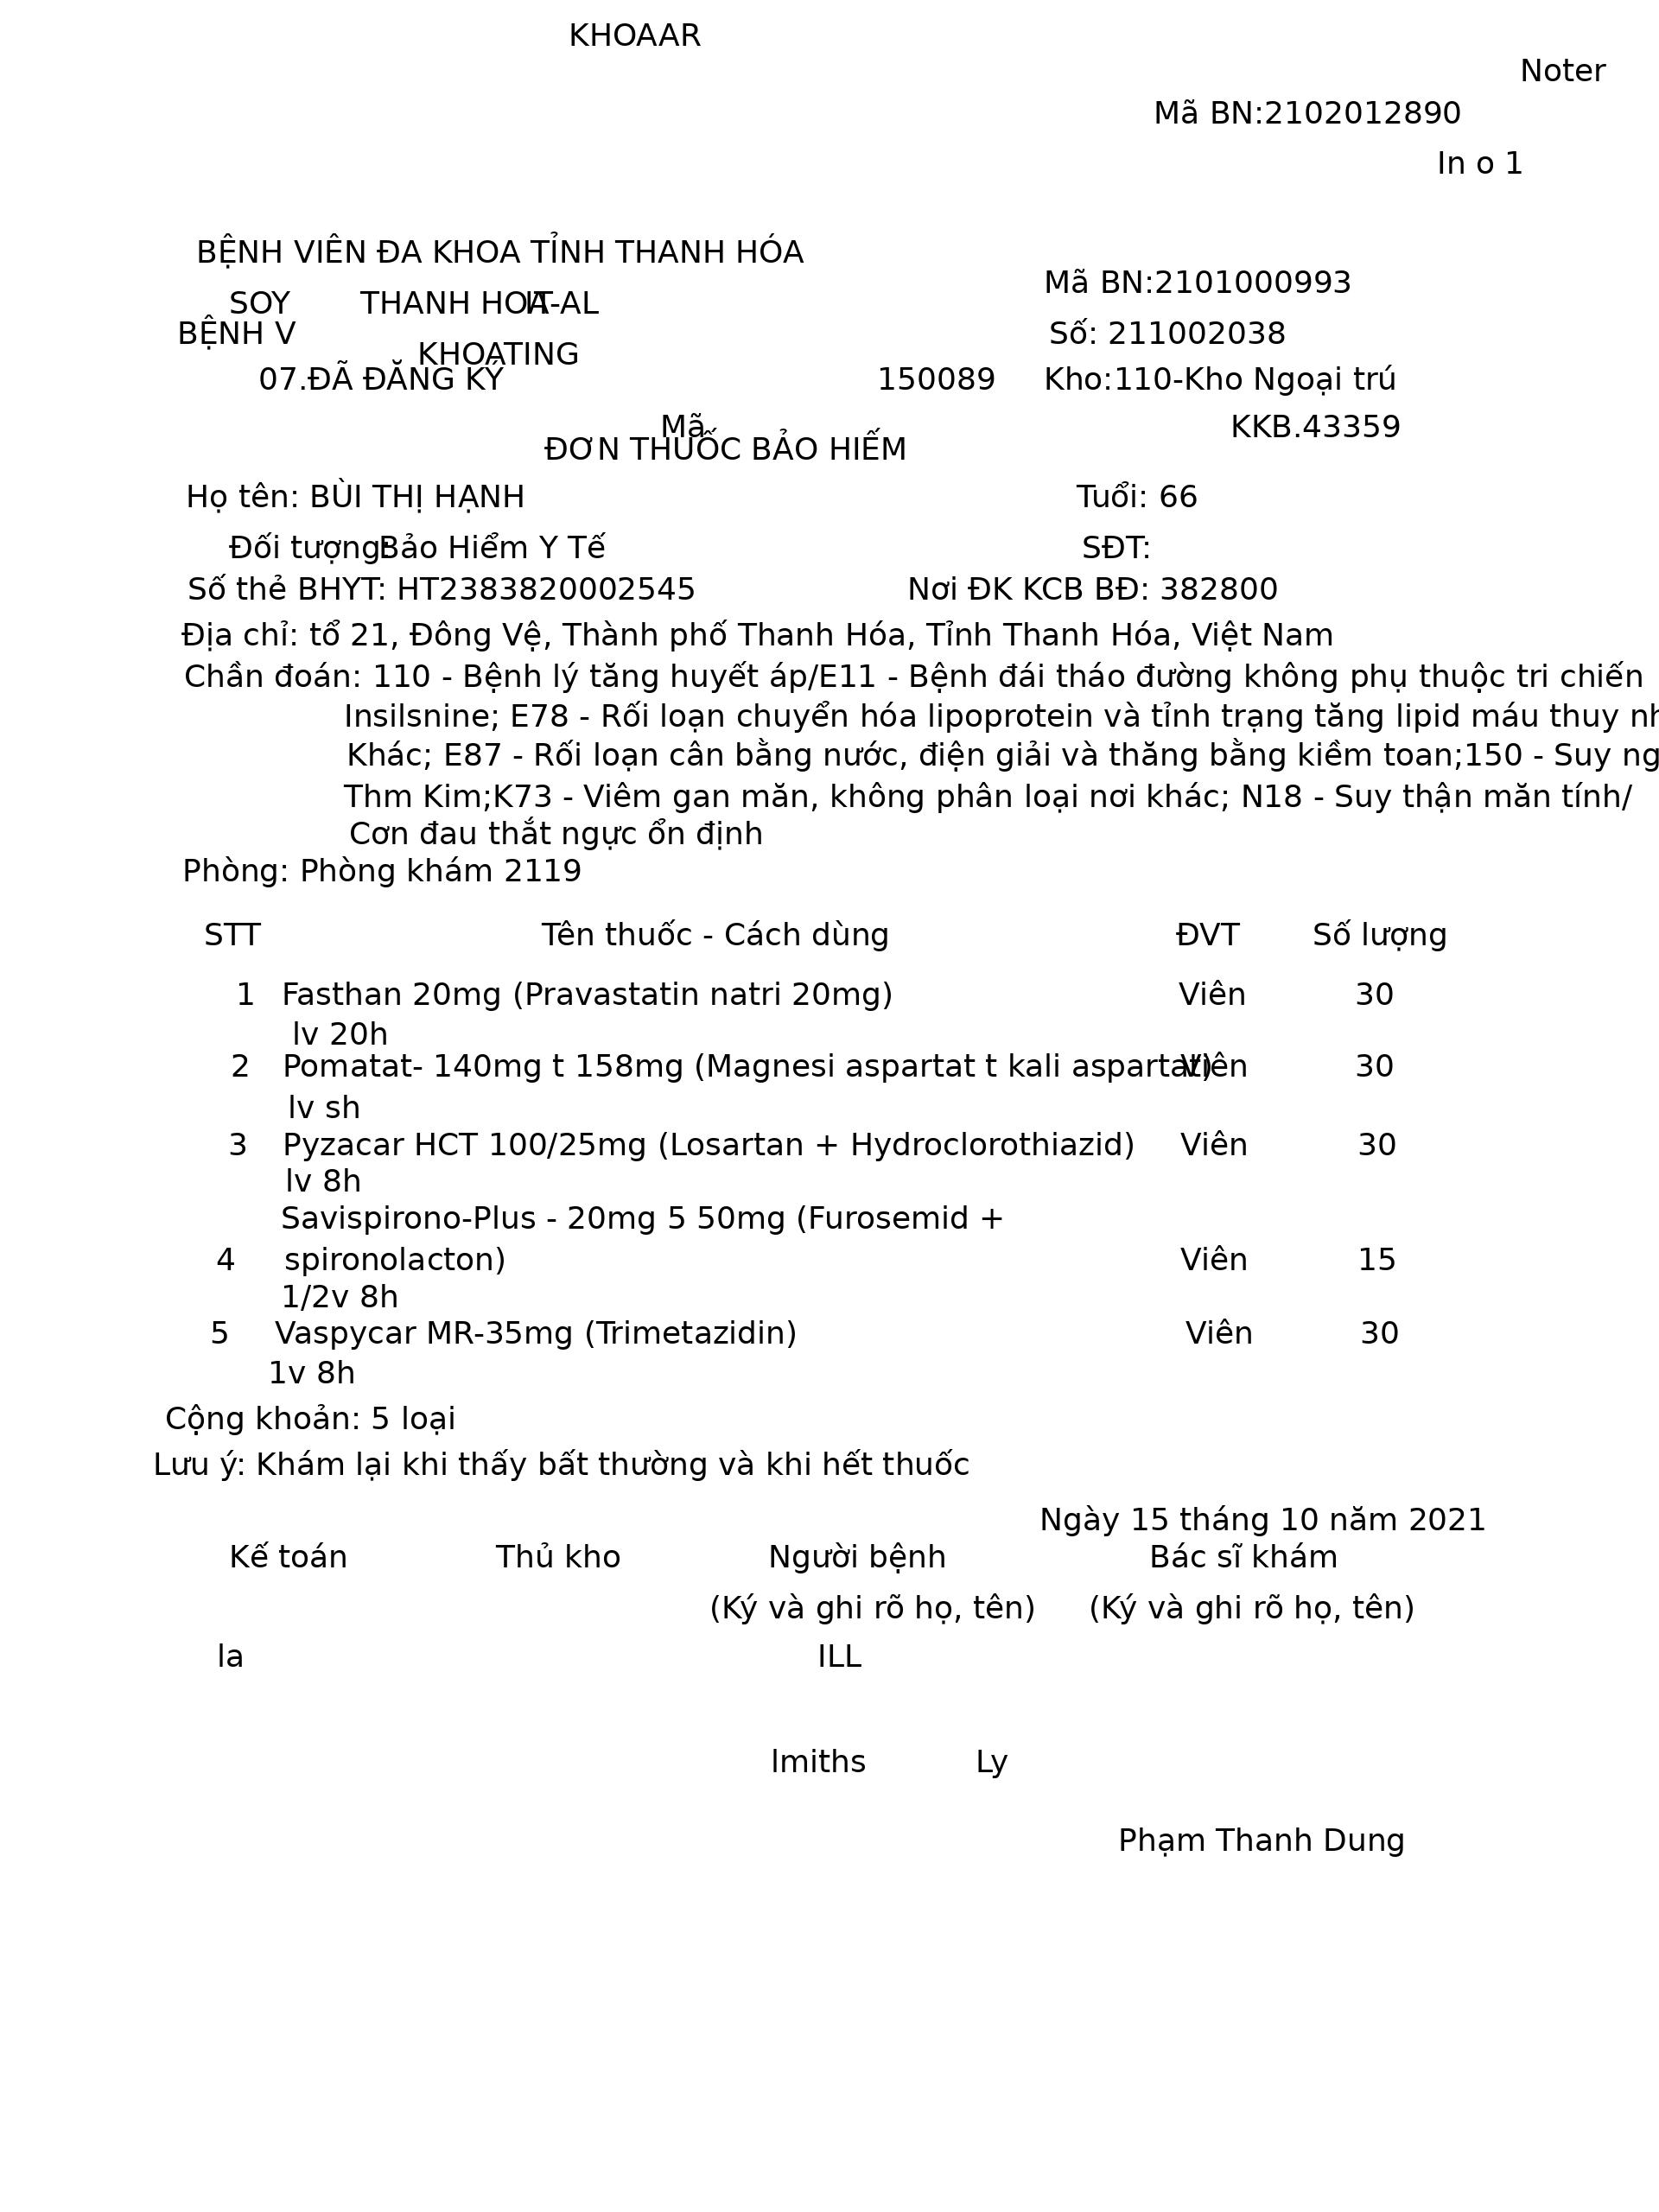 KHOAAR
Noter
Mã BN:2102012890
In o 1
BỆNH VIÊN ĐA KHOA TỈNH THANH HÓA
Mã BN:2101000993
SOY THANH HOA IT-AL
BỆNH V Số: 211002038
KHOATING
07.ĐÃ ĐĂNG KÝ 150089 Kho:110-Kho Ngoại trú
Mã KKB.43359
ĐƠN THUỐC BẢO HIẾM
Họ tên: BÙI THỊ HẠNH Tuổi: 66
Đối tượng: Bảo Hiểm Y Tế SĐT:
Số thẻ BHYT: HT2383820002545 Nơi ĐK KCB BĐ: 382800
Địa chỉ: tổ 21, Đông Vệ, Thành phố Thanh Hóa, Tỉnh Thanh Hóa, Việt Nam
Chần đoán: 110 - Bệnh lý tăng huyết áp/E11 - Bệnh đái tháo đường không phụ thuộc tri chiến
Insilsnine; E78 - Rối loạn chuyển hóa lipoprotein và tỉnh trạng tăng lipid máu thuy nh
Khác; E87 - Rối loạn cân bằng nước, điện giải và thăng bằng kiềm toan;150 - Suy ng
Thm Kim;K73 - Viêm gan măn, không phân loại nơi khác; N18 - Suy thận măn tính/
Cơn đau thắt ngực ổn định
Phòng: Phòng khám 2119
STT Tên thuốc - Cách dùng ĐVT Số lượng
1 Fasthan 20mg (Pravastatin natri 20mg) Viên 30
lv 20h
2 Pomatat- 140mg t 158mg (Magnesi aspartat t kali aspartat) Viên 30
lv sh
3 Pyzacar HCT 100/25mg (Losartan + Hydroclorothiazid) Viên 30
lv 8h
Savispirono-Plus - 20mg 5 50mg (Furosemid +
4 spironolacton) Viên 15
1/2v 8h
5 Vaspycar MR-35mg (Trimetazidin) Viên 30
1v 8h
Cộng khoản: 5 loại
Lưu ý: Khám lại khi thấy bất thường và khi hết thuốc
Ngày 15 tháng 10 năm 2021
Kế toán Thủ kho Người bệnh Bác sĩ khám
(Ký và ghi rõ họ, tên) (Ký và ghi rõ họ, tên)
la ILL
lmiths Ly
Phạm Thanh Dung